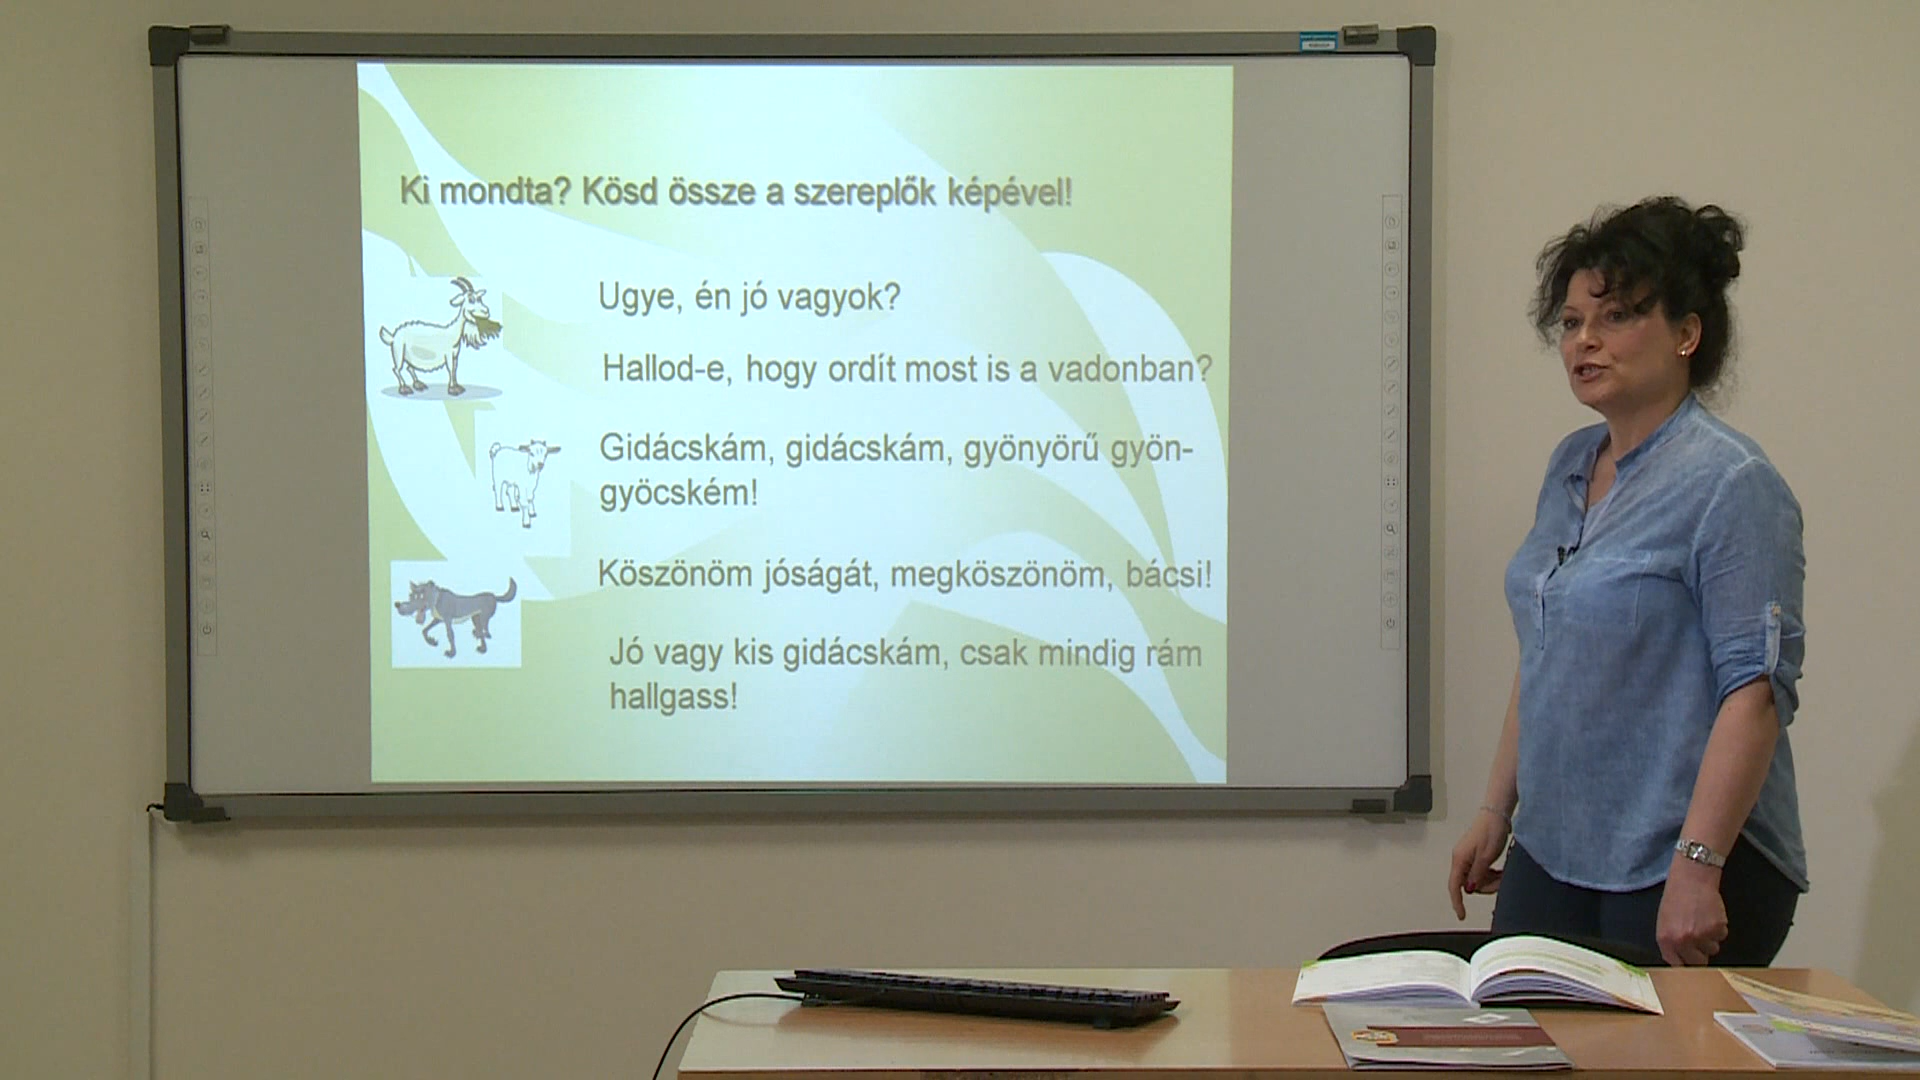 Ki mondta? Kösd össze a szereplők képével!
Ugye, én jó vagyok?
Hallod-e, hogy ordít most is a vadonban?
Gidácskám, gidácskám, gyönyörű gyön-
gyöcském!
Köszönöm jóságát, megköszönöm, bácsi!
Jó vagy kis gidácskám, csak mindig rám
hallgass!